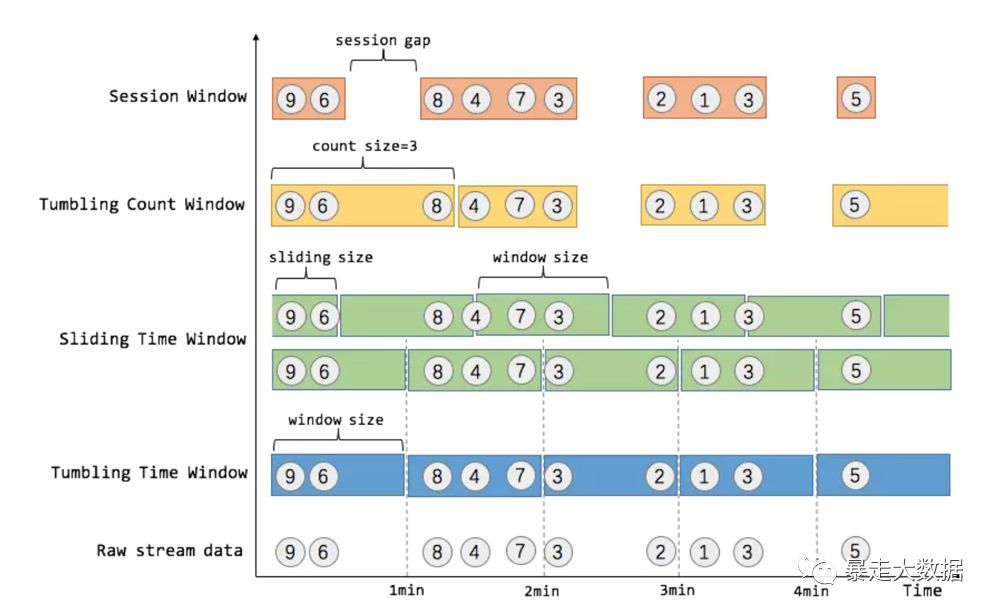 session gap
Session Window 9 6 8 4 7 3 2 1 3 5
count size=3
Tumbling Count Window 9 6 8 4 7 3 2 1 3 5
sliding size window size
9 6 8 4 7 3 2 1 3 5
Sliding Time Window
9 6 8 4 7 3 2 1 3 5
window size
Tumbling Time Window 9 6 8 4 7 3 2 1 3 5
Raw stream data 9 6 8 4 7 3 2 1 3 5
暴走大数据
1min 2min 3min 4min Time